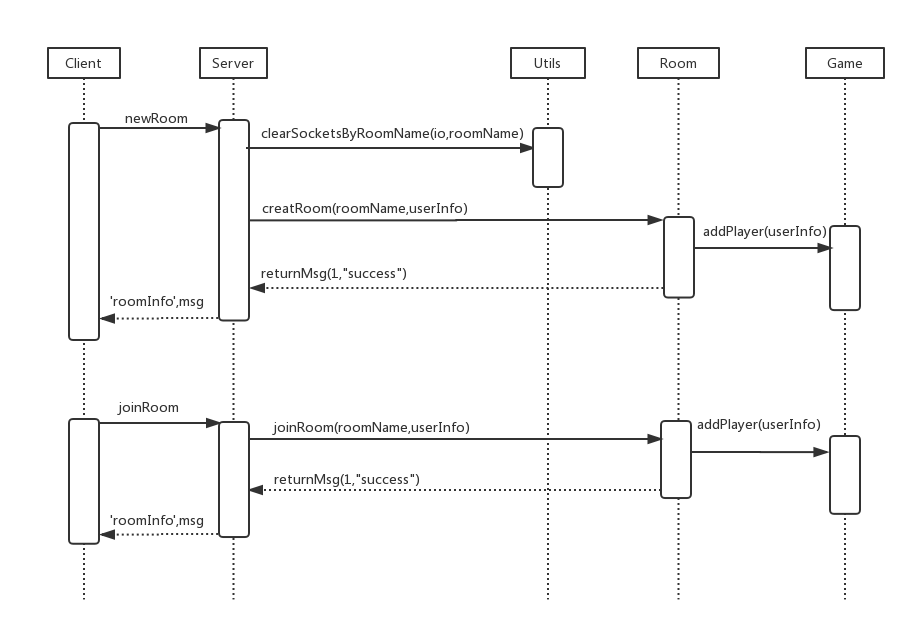 Client
Server
Utils
Room
Game
newRoom
clearSocketsByRoomName(io,roomName)
creatRoom(roomName,userInfo)
addPlayer(userInfo)
returnMsg(1,"success")
'roomInfo',msg
joinRoom
joinRoom(roomName,userInfo)
addPlayer(userInfo)
returnMsg(1,"success")
'roomInfo',msg